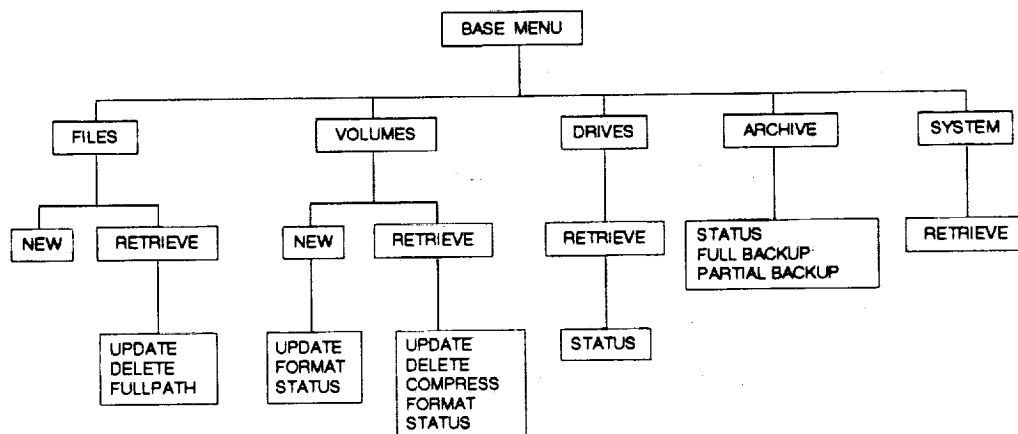 BASE MENU
FILES
VOLUMES
DRIVES
ARCHIVE
SYSTEM
NEW
RETRIEVE
NEW
RETRIEVE
RETRIEVE
STATUS
FULL BACKUP
PARTIAL BACKUP
RETRIEVE
UPDATE
DELETE
FULLPATH
UPDATE
FORMAT
STATUS
UPDATE
DELETE
COMPRESS
FORMAT
STATUS
STATUS